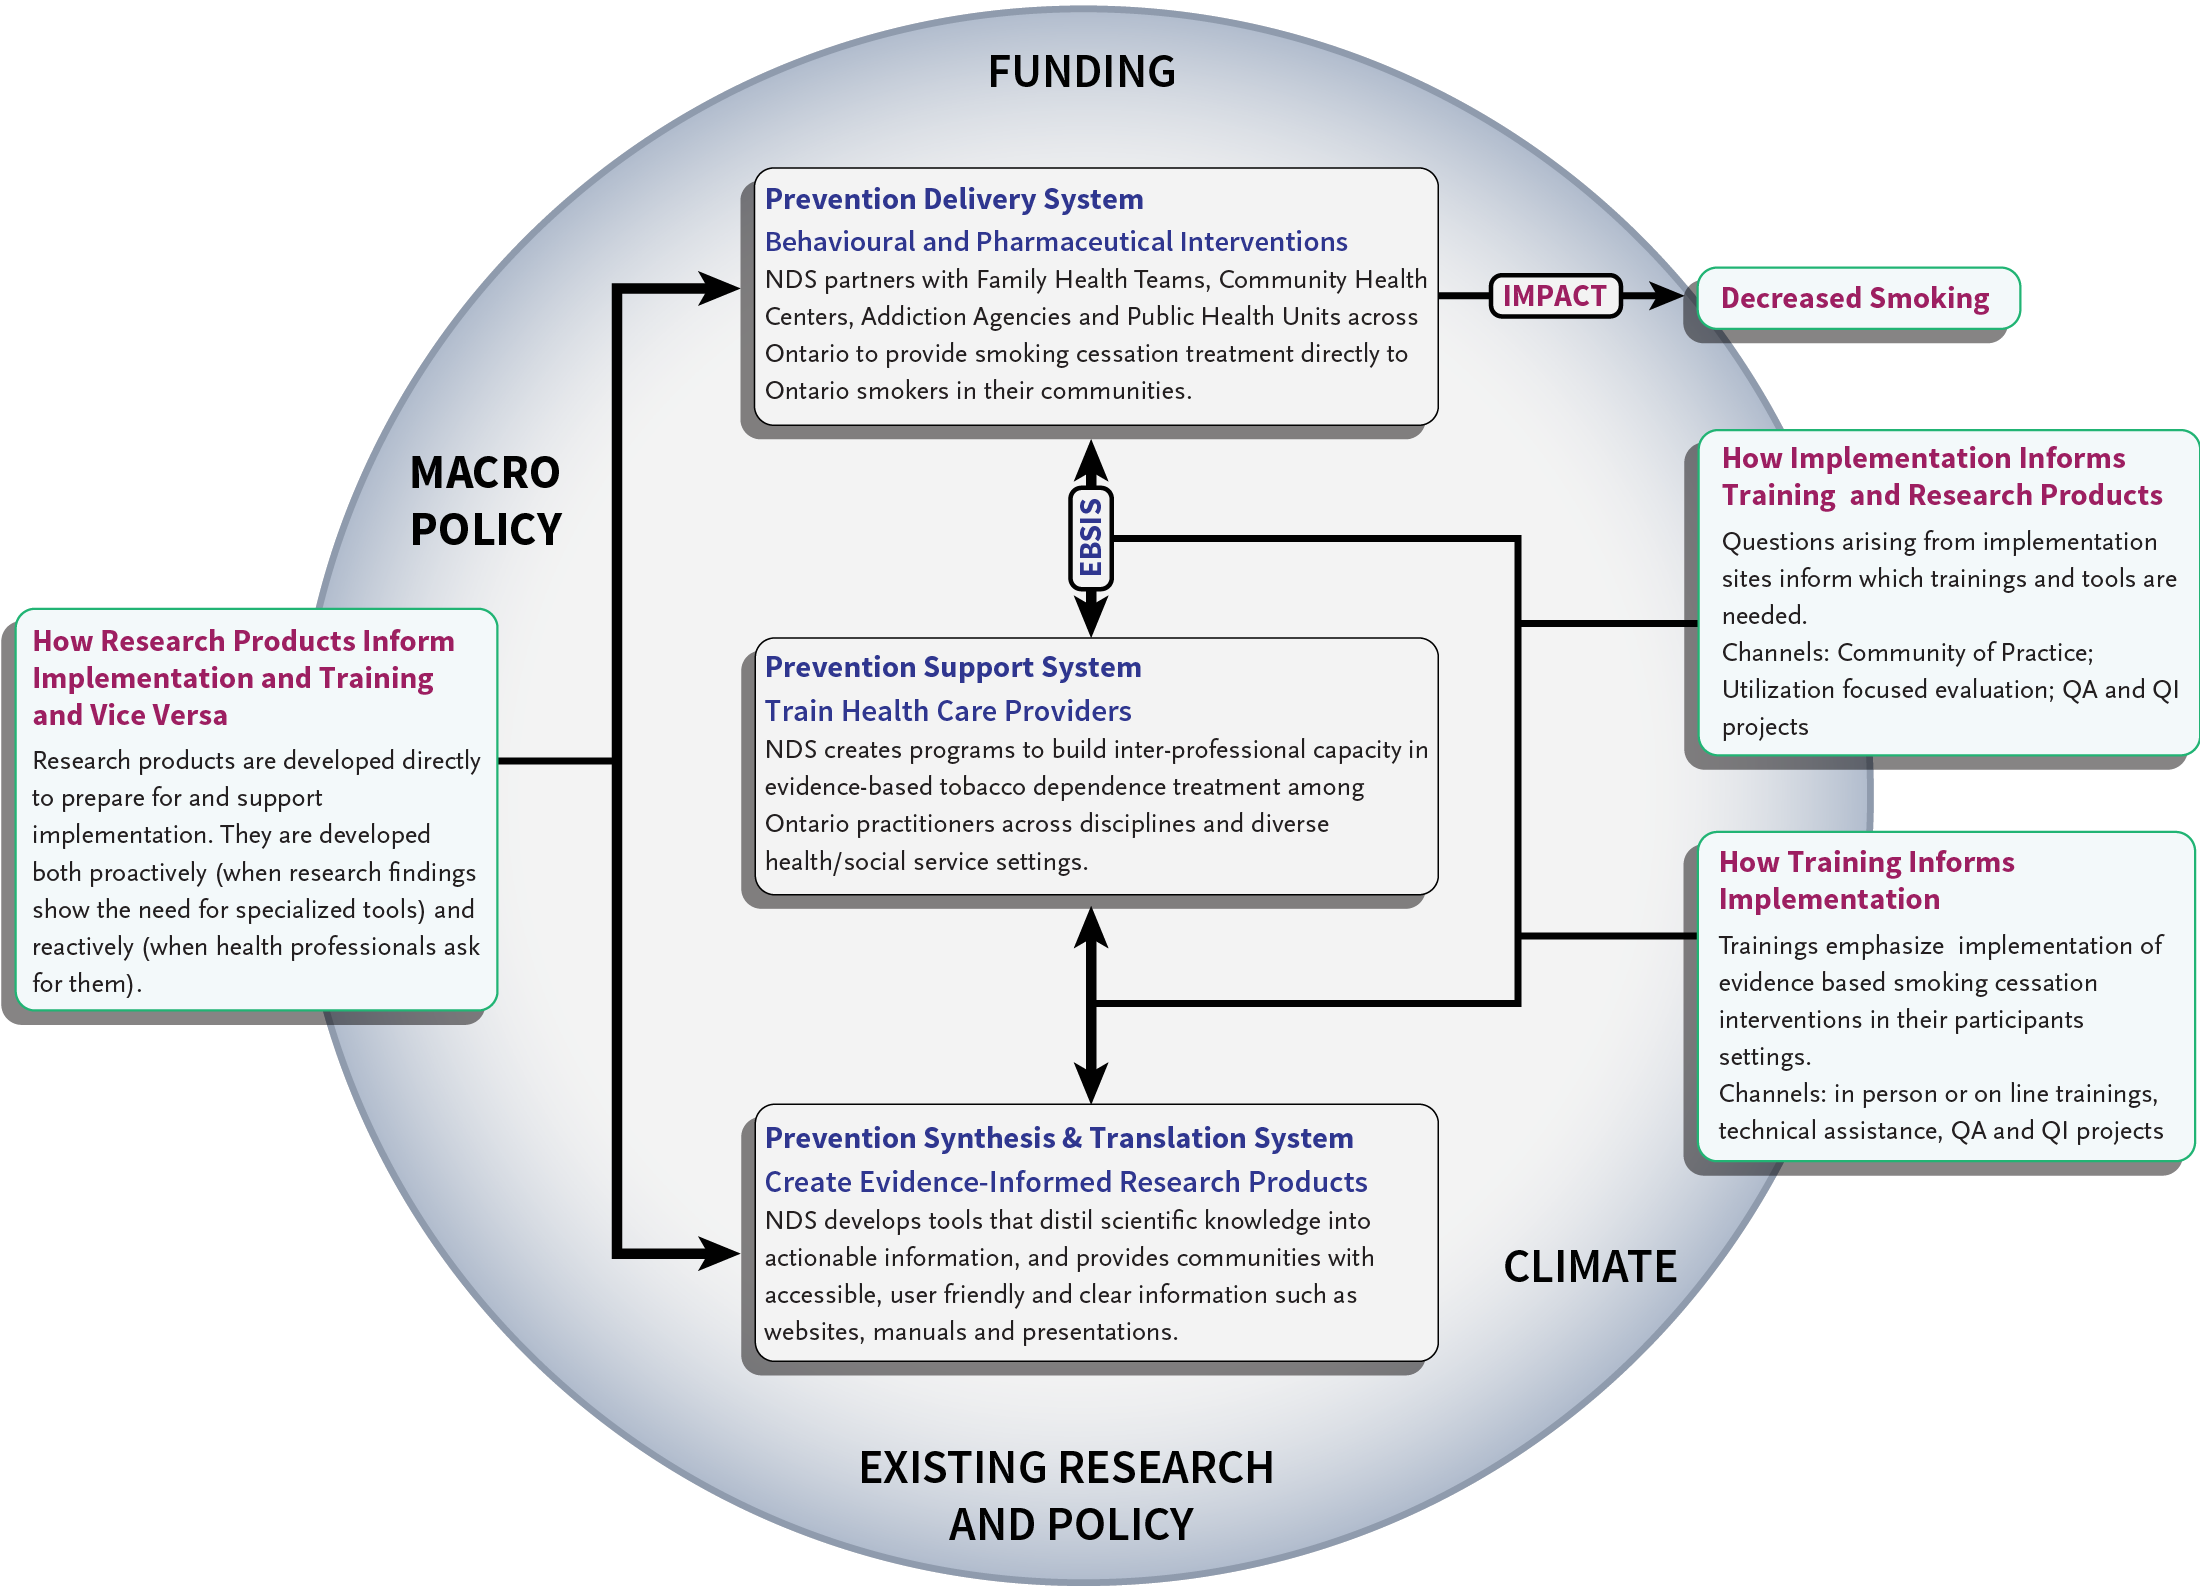 FUNDING
Prevention Delivery System
Behavioural and Pharmaceutical Interventions
NDS partners with Family Health Teams, Community Health
Centers, Addiction Agencies and Public Health Units across
Ontario to provide smoking cessation treatment directly to
Ontario smokers in their communities.
IMPACT
Decreased Smoking
MACRO
POLICY
EBSIS
How Implementation Informs
Training and Research Products
Questions arising from implementation
sites inform which trainings and tools are
needed.
Channels: Community of Practice;
Utilization focused evaluation; QA and QI
projects
How Research Products Inform
Implementation and Training
and Vice Versa
Research products are developed directly
to prepare for and support
implementation. They are developed
both proactively (when research findings
show the need for specialized tools) and
reactively (when health professionals ask
for them).
Prevention Support System
Train Health Care Providers
NDS creates programs to build inter-professional capacity in
evidence-based tobacco dependence treatment among
Ontario practitioners across disciplines and diverse
health/social service settings.
How Training Informs
Implementation
Trainings emphasize implementation of
evidence based smoking cessation
interventions in their participants
settings.
Channels: in person or on line trainings,
technical assistance, QA and QI projects
Prevention Synthesis & Translation System
Create Evidence-Informed Research Products
NDS develops tools that distil scientific knowledge into
actionable information, and provides communities with
accessible, user friendly and clear information such as
websites, manuals and presentations.
CLIMATE
EXISTING RESEARCH
AND POLICY